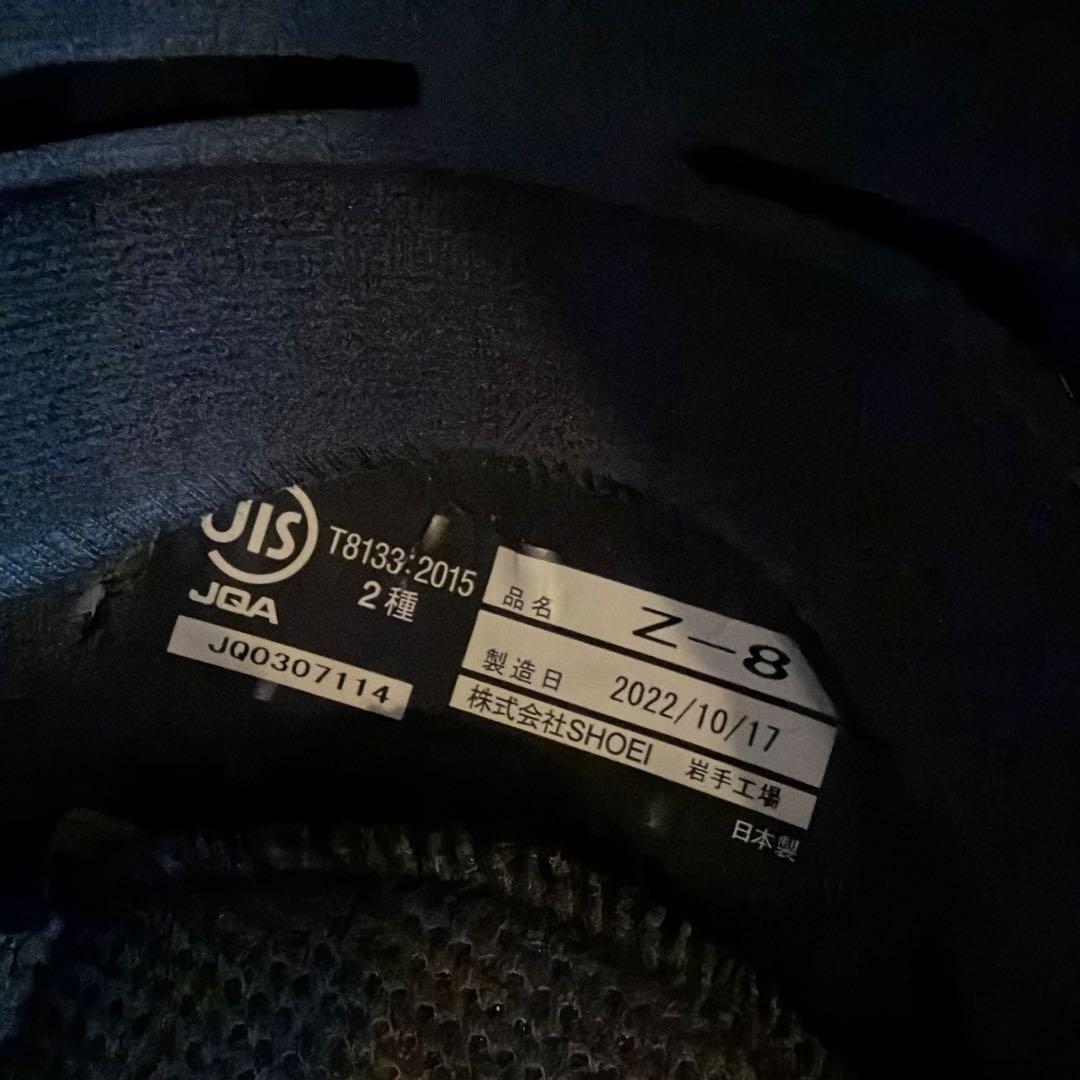 JIS
T8133:2015
2種
JQA
JQ0307114
品名 Z-8
製造日 2022/10/17
株式会社SHOEI 岩手工場
日本製